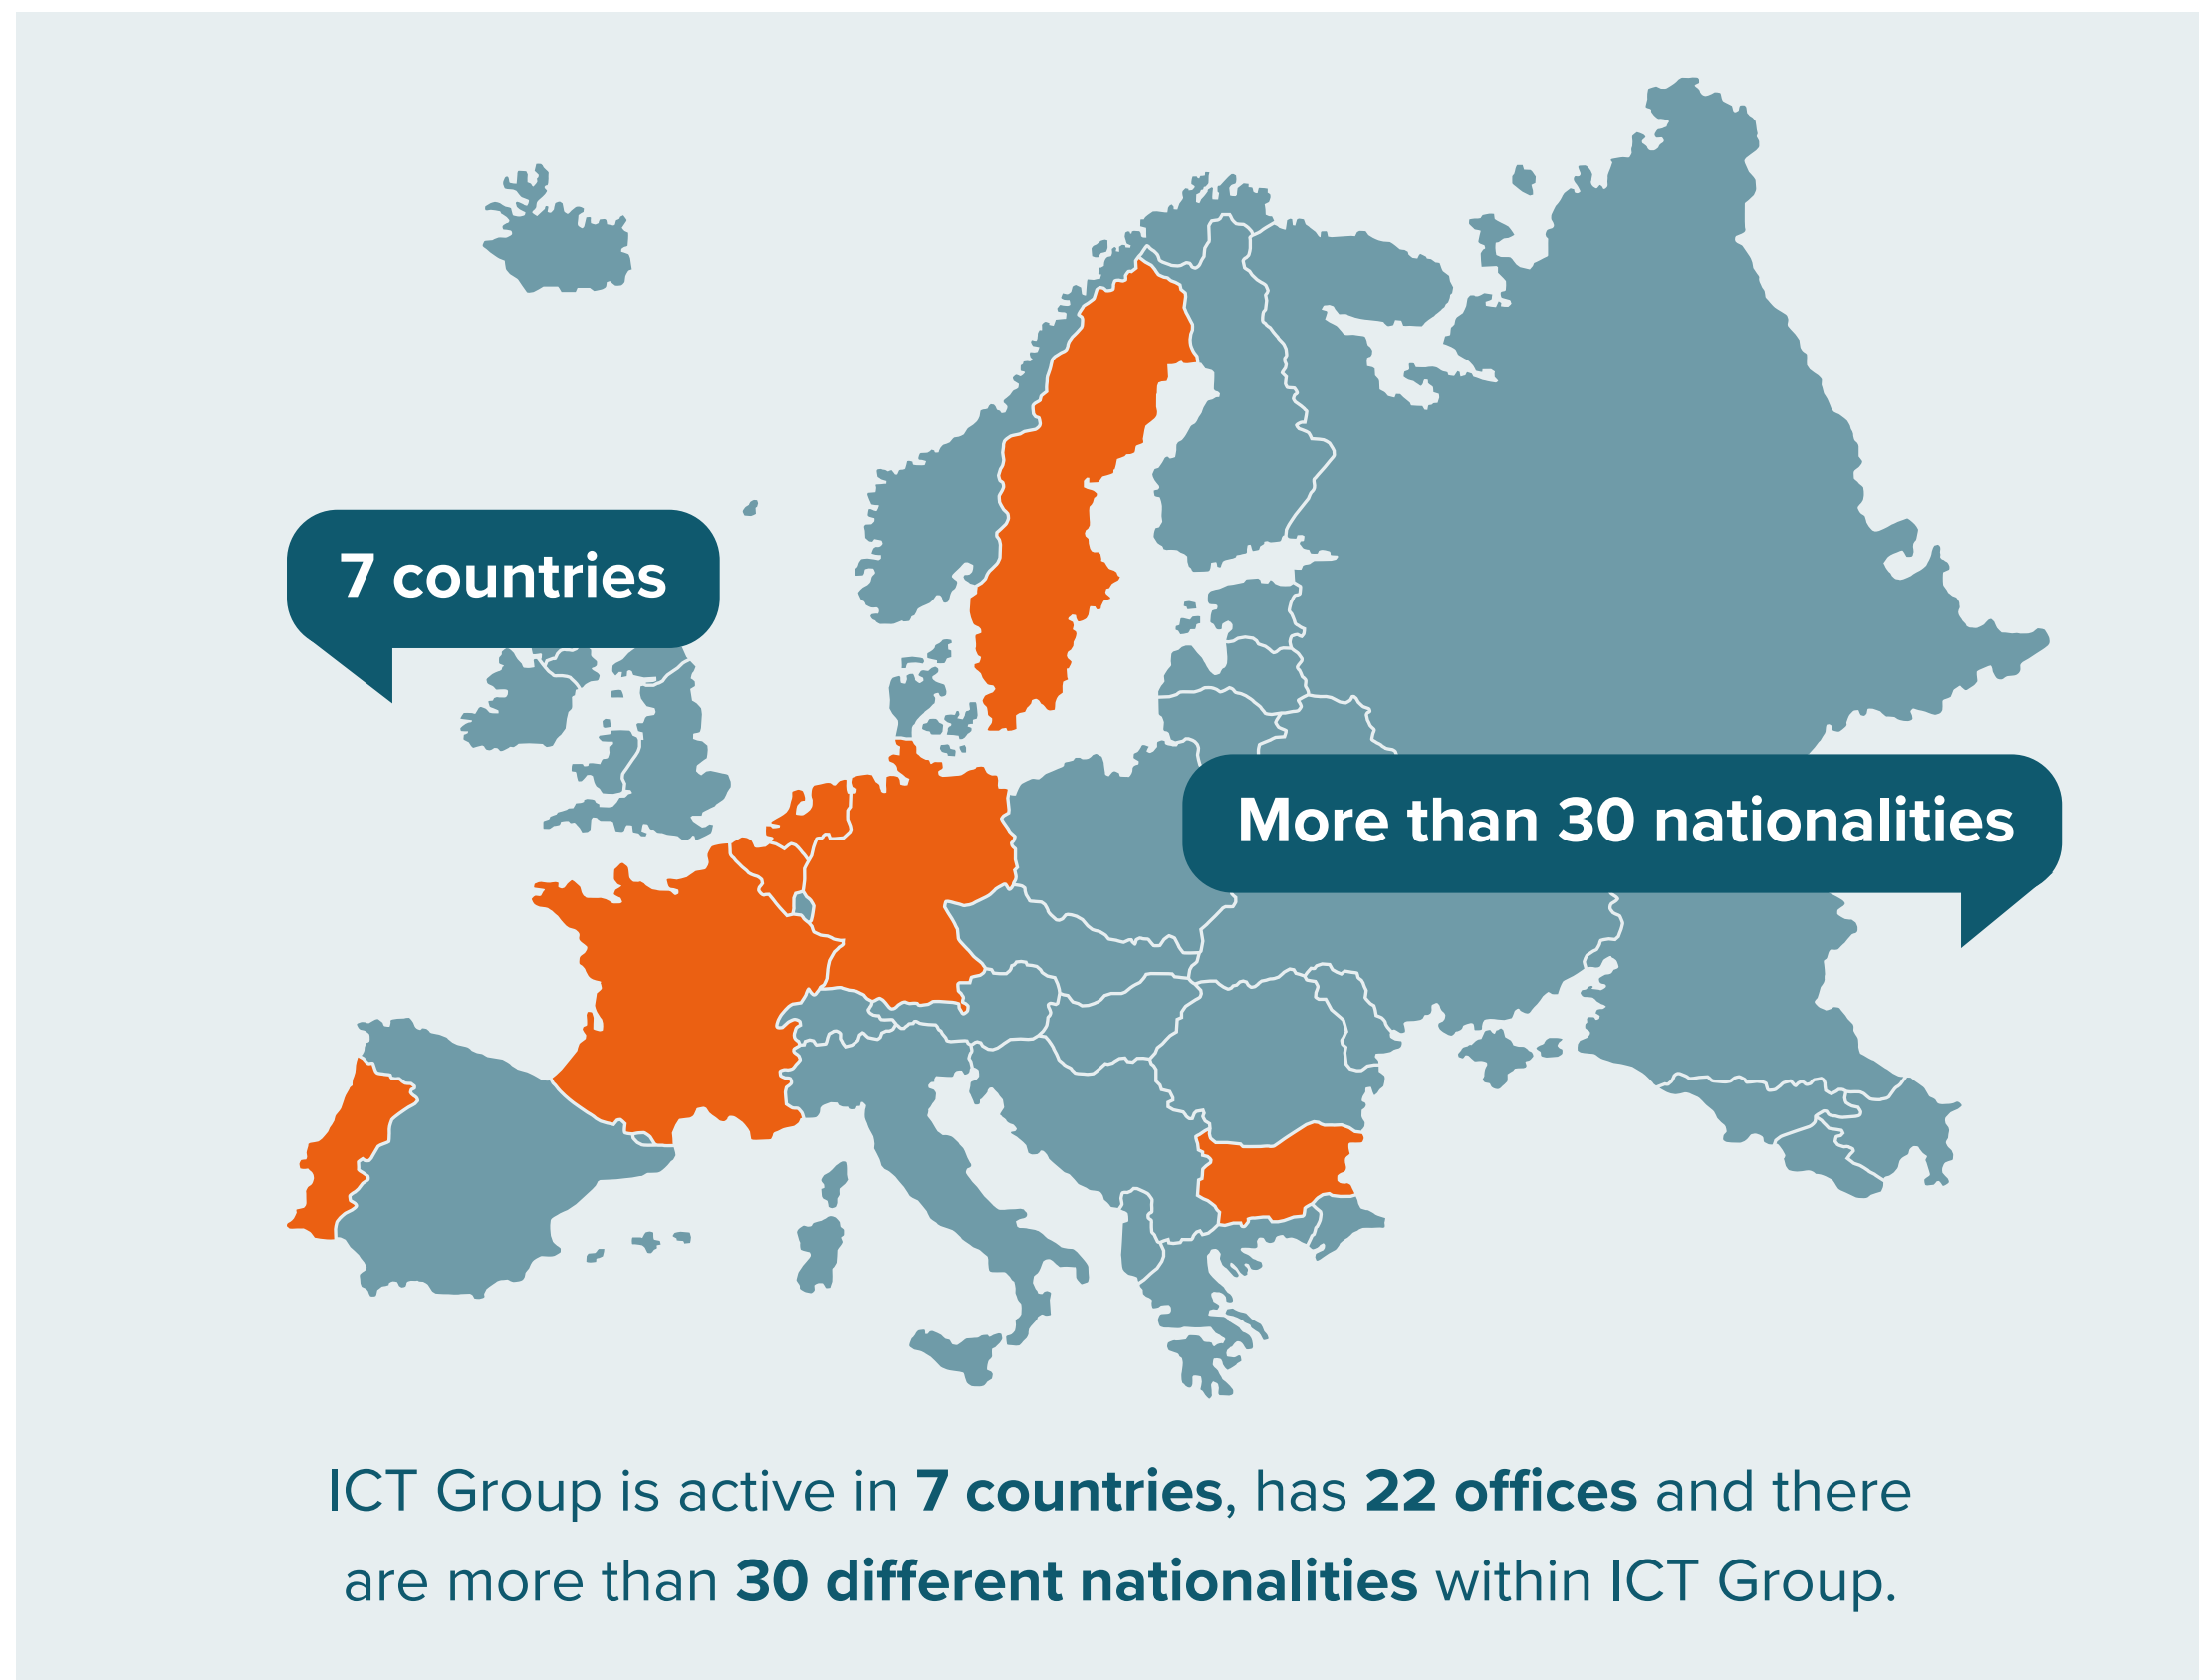 7 countries
More than 30 nationalities
ICT Group is active in 7 countries, has 22 offices and there
are more than 30 different nationalities within ICT Group.